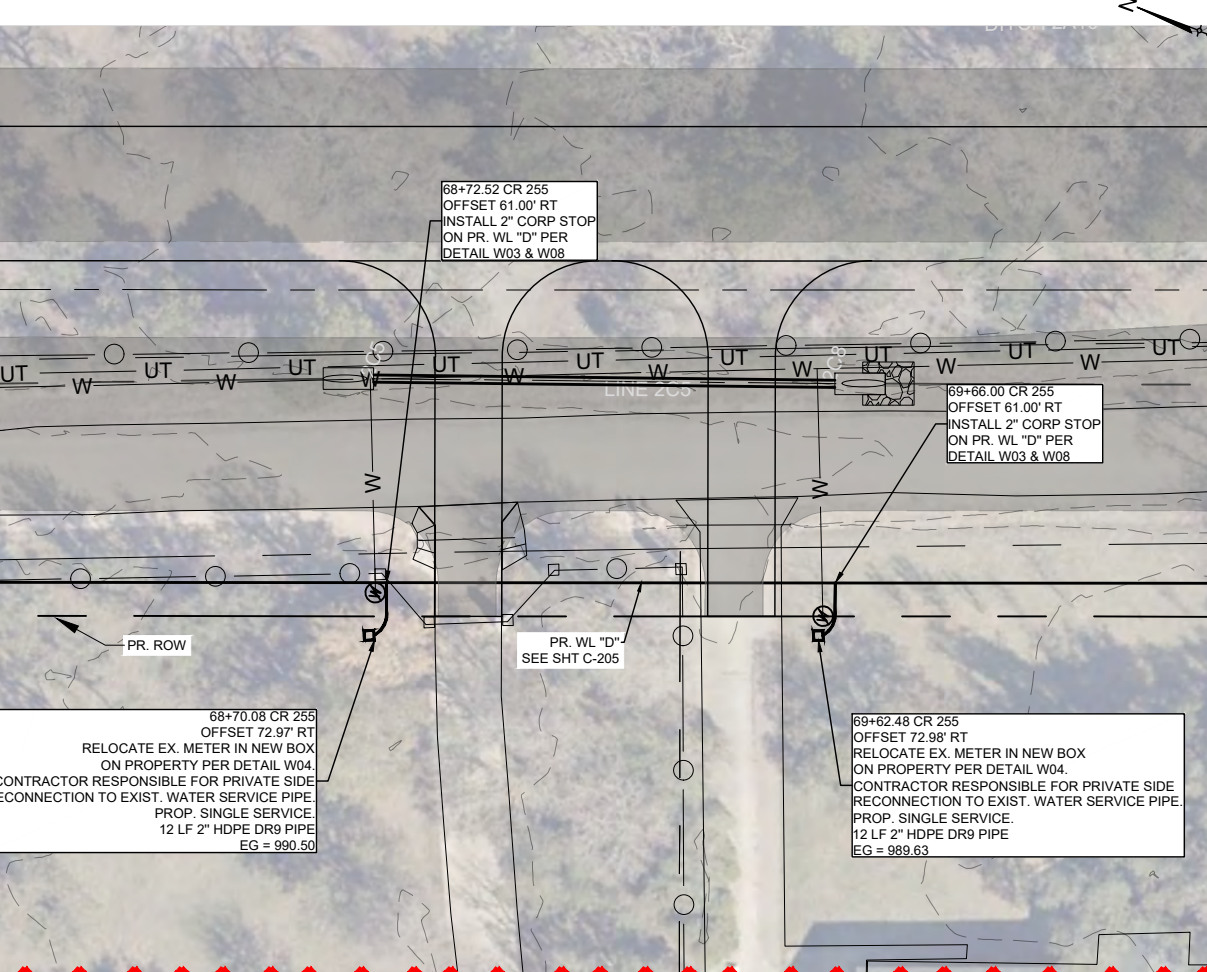 68+72.52 CR 255
OFFSET 61.00' RT
INSTALL 2" CORP STOP
ON PR. WL "D" PER
DETAIL W03 & W08
UT
UT
UT
UT
UT
UT
UT
UT
UT
W
W
W
W
W
W
W
W
LINE 2C5
69+66.00 CR 255
OFFSET 61.00' RT
INSTALL 2" CORP STOP
ON PR. WL "D" PER
DETAIL W03 & W08
W
W
W
W
PR. ROW
PR. WL "D"
SEE SHT C-205
68+70.08 CR 255
OFFSET 72.97' RT
RELOCATE EX. METER IN NEW BOX
ON PROPERTY PER DETAIL W04.
CONTRACTOR RESPONSIBLE FOR PRIVATE SIDE
ECONNECTION TO EXIST. WATER SERVICE PIPE.
PROP. SINGLE SERVICE.
12 LF 2" HDPE DR9 PIPE
EG = 990.50
69+62.48 CR 255
OFFSET 72.98' RT
RELOCATE EX. METER IN NEW BOX
ON PROPERTY PER DETAIL W04.
CONTRACTOR RESPONSIBLE FOR PRIVATE SIDE
RECONNECTION TO EXIST. WATER SERVICE PIPE.
PROP. SINGLE SERVICE.
12 LF 2" HDPE DR9 PIPE
EG = 989.63